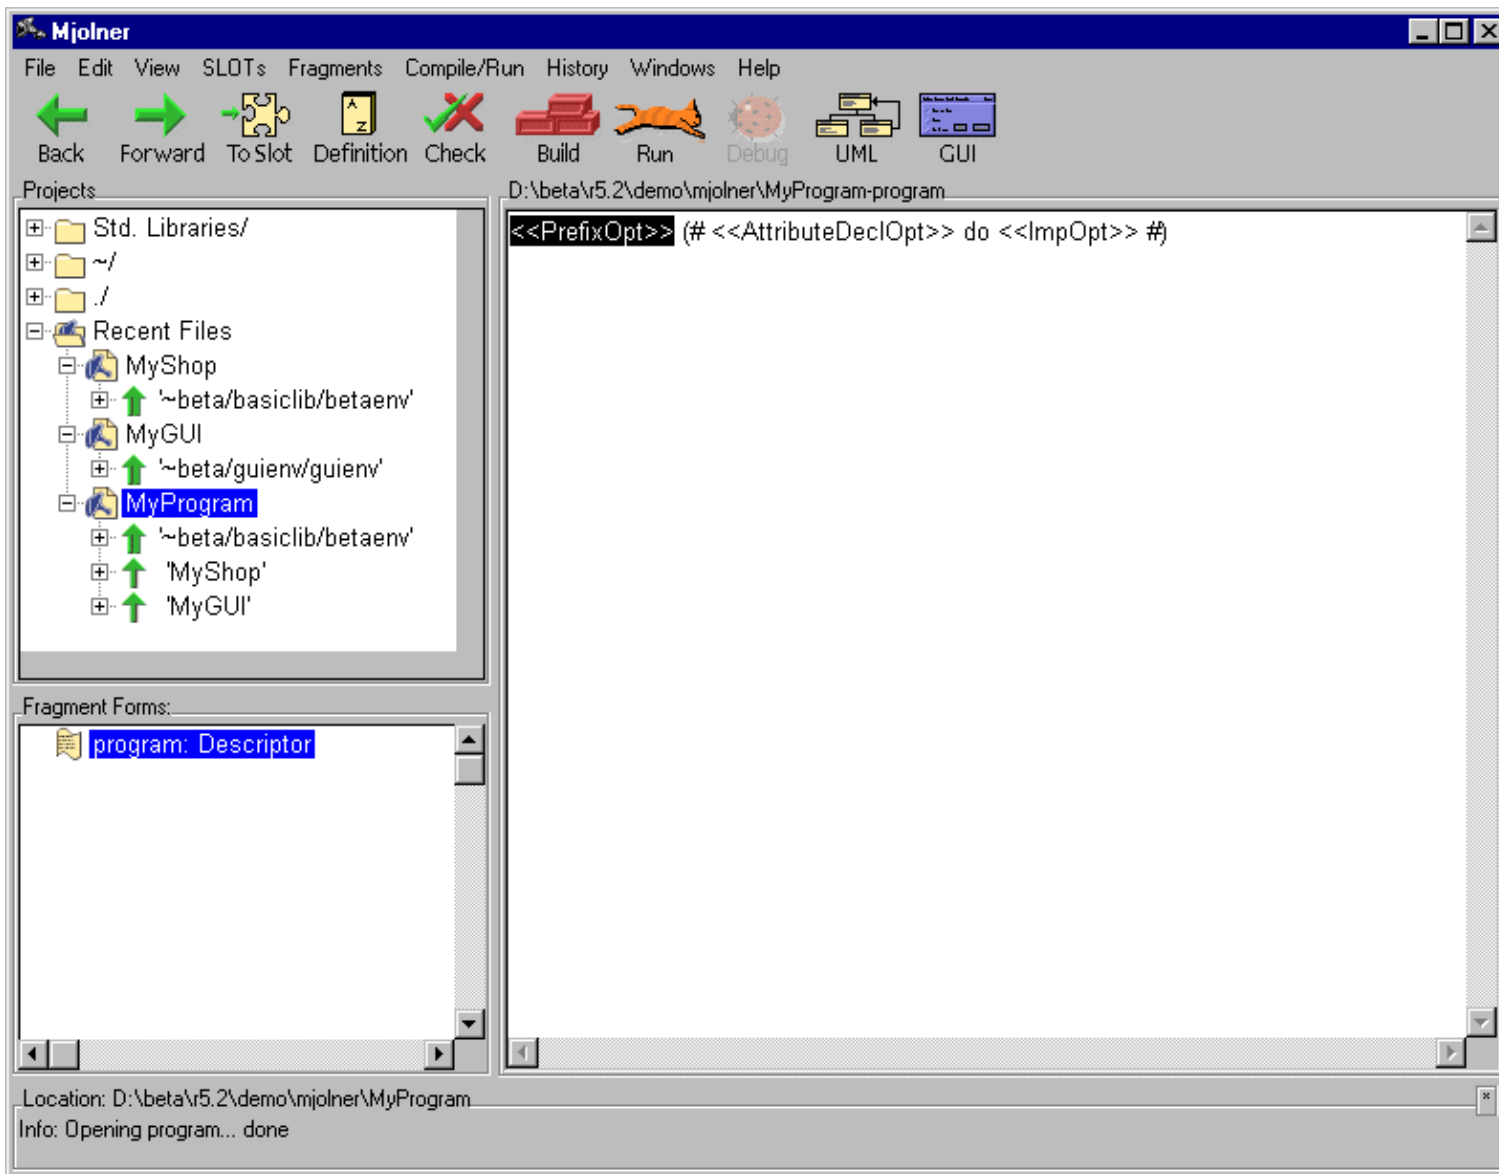 Mjolner
File Edit View SLOTs Fragments Compile/Run History Windows Help
Back Forward To Slot Definition Check Build Run Debug UML GUI
Projects
Std. Libraries/
~/
./
Recent Files
MyShop
'~beta/basiclib/betaenv'
MyGUI
'~beta/guienv/guienv'
MyProgram
'~beta/basiclib/betaenv'
'MyShop'
'MyGUI'
Fragment Forms:
program: Descriptor
D:\beta\r5.2\demo\mjolner\MyProgram-program
<<PrefixOpt>> (# <<AttributeDeclOpt>> do <<ImpOpt>> #)
Location: D:\beta\r5.2\demo\mjolner\MyProgram
Info: Opening program... done